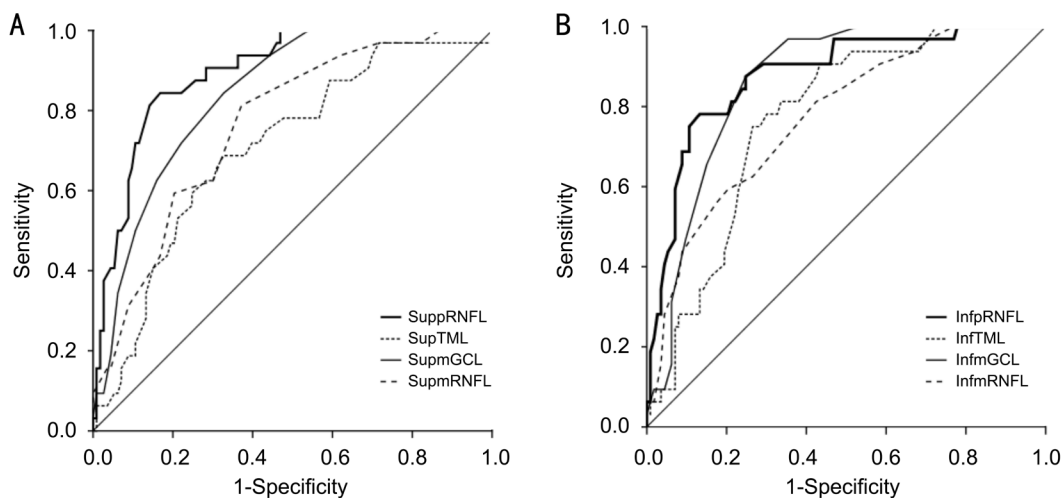 A
1.0
0.8
0.6
0.4
0.2
0.0
Sensitivity
SuppRNFL
SupTML
SupmGCL
SupmRNFL
0.0 0.2 0.4 0.6 0.8 1.0
1-Specificity
B
1.0
0.8
0.6
0.4
0.2
0.0
Sensitivity
InfpRNFL
InfTML
InfmGCL
InfmRNFL
0.0 0.2 0.4 0.6 0.8 1.0
1-Specificity